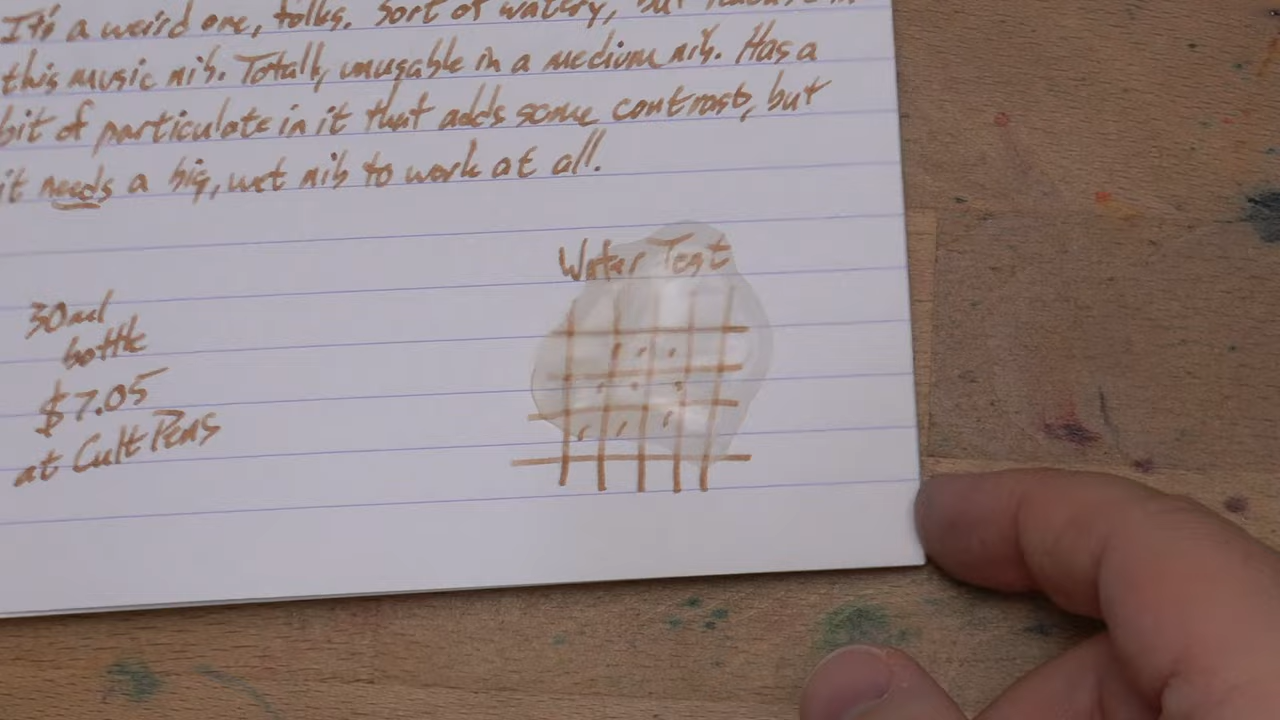 It's a weird one, folks. Sort of watery, but
this music nib. Totally unusable in a medium nib. Has a
bit of particulate in it that adds some contrast, but
it needs a big, wet nib to work at all.
Water Test
30ml
bottle
$7.05
at Cult Pens